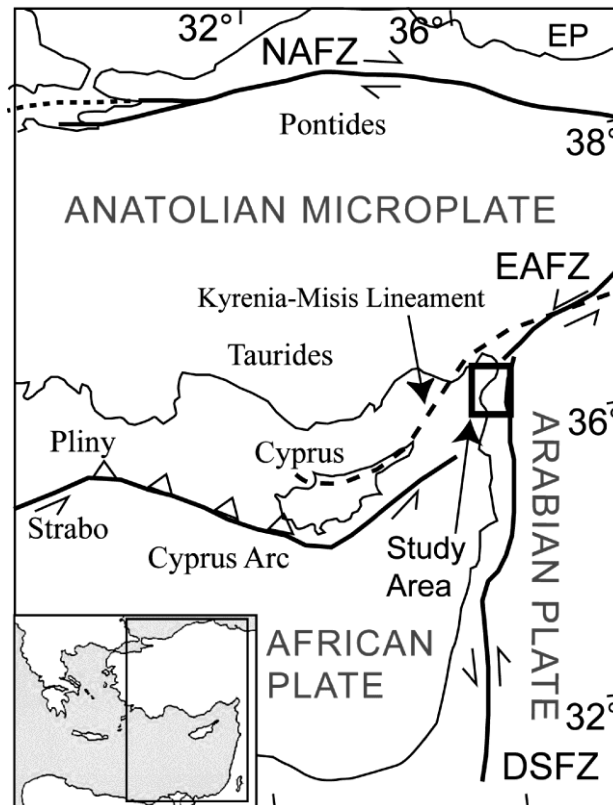 32°
36°
NAFZ
EP
Pontides
38°
ANATOLIAN MICROPLATE
EAFZ
Kyrenia-Misis Lineament
Taurides
36°
Pliny
Cyprus
Strabo
Cyprus Arc
Study
Area
ARABIAN PLATE
AFRICAN
PLATE
32°
DSFZ